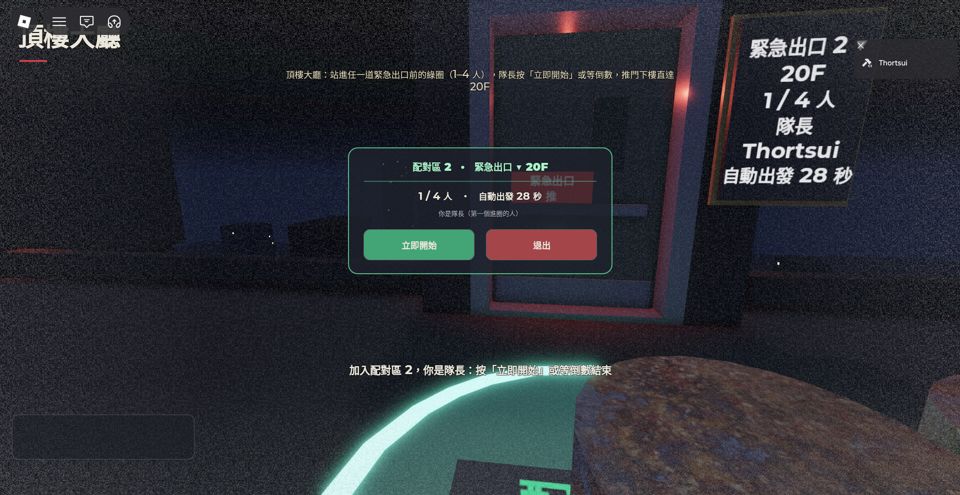 頂樓大廳
頂樓大廳：站進任一道緊急出口前的綠圈（1–4 人），隊長按「立即開始」或等倒數，推門下樓直達
20F
配對區 2 • 緊急出口 ▼ 20F
緊急出口
推
1 / 4 人 • 自動出發 28 秒
你是隊長（第一個進圈的人）
立即開始
退出
緊急出口 2
20F
1 / 4 人
隊長
Thortsui
自動出發 28 秒
Thortsui
加入配對區 2，你是隊長：按「立即開始」或等倒數結束